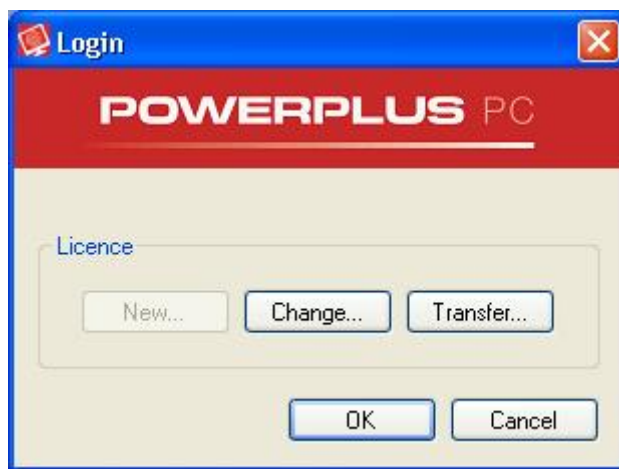 Login
POWERPLUS PC
Licence
New... Change... Transfer...
OK Cancel